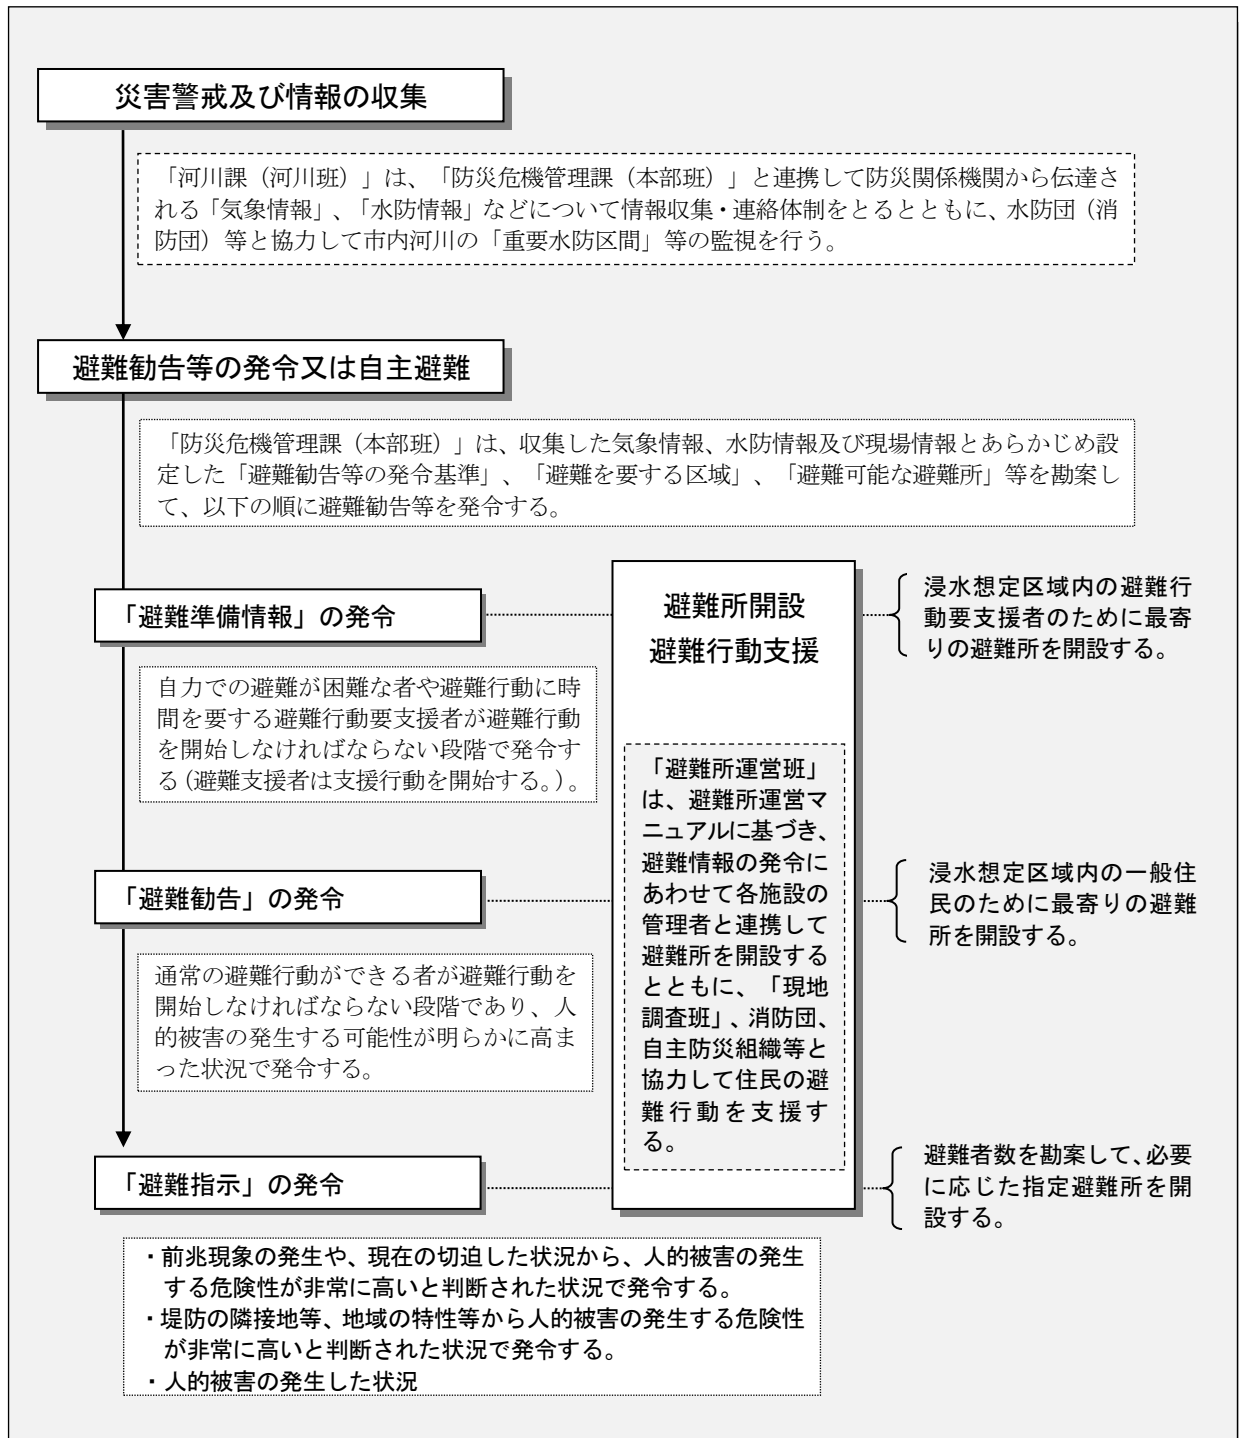 災害警戒及び情報の収集
「河川課（河川班）」は、「防災危機管理課（本部班）」と連携して防災関係機関から伝達さ
れる「気象情報」、「水防情報」などについて情報収集・連絡体制をとるとともに、水防団（消
防団）等と協力して市内河川の「重要水防区間」等の監視を行う。
避難勧告等の発令又は自主避難
「防災危機管理課（本部班）」は、収集した気象情報、水防情報及び現場情報とあらかじめ設
定した「避難勧告等の発令基準」、「避難を要する区域」、「避難可能な避難所」等を勘案し
て、以下の順に避難勧告等を発令する。
「避難準備情報」の発令
自力での避難が困難な者や避難行動に時
間を要する避難行動要支援者が避難行動
を開始しなければならない段階で発令す
る（避難支援者は支援行動を開始する。）。
「避難勧告」の発令
通常の避難行動ができる者が避難行動を
開始しなければならない段階であり、人
的被害の発生する可能性が明らかに高ま
った状況で発令する。
「避難指示」の発令
・前兆現象の発生や、現在の切迫した状況から、人的被害の発生
する危険性が非常に高いと判断された状況で発令する。
・堤防の隣接地等、地域の特性等から人的被害の発生する危険性
が非常に高いと判断された状況で発令する。
・人的被害の発生した状況
避難所開設
避難行動支援
「避難所運営班」
は、避難所運営マ
ニュアルに基づき、
避難情報の発令に
あわせて各施設の
管理者と連携して
避難所を開設する
とともに、「現地
調査班」、消防団、
自主防災組織等と
協力して住民の避
難行動を支援す
る。
浸水想定区域内の避難行
動要支援者のために最寄
りの避難所を開設する。
浸水想定区域内の一般住
民のために最寄りの避難
所を開設する。
避難者数を勘案して、必要
に応じた指定避難所を開
設する。